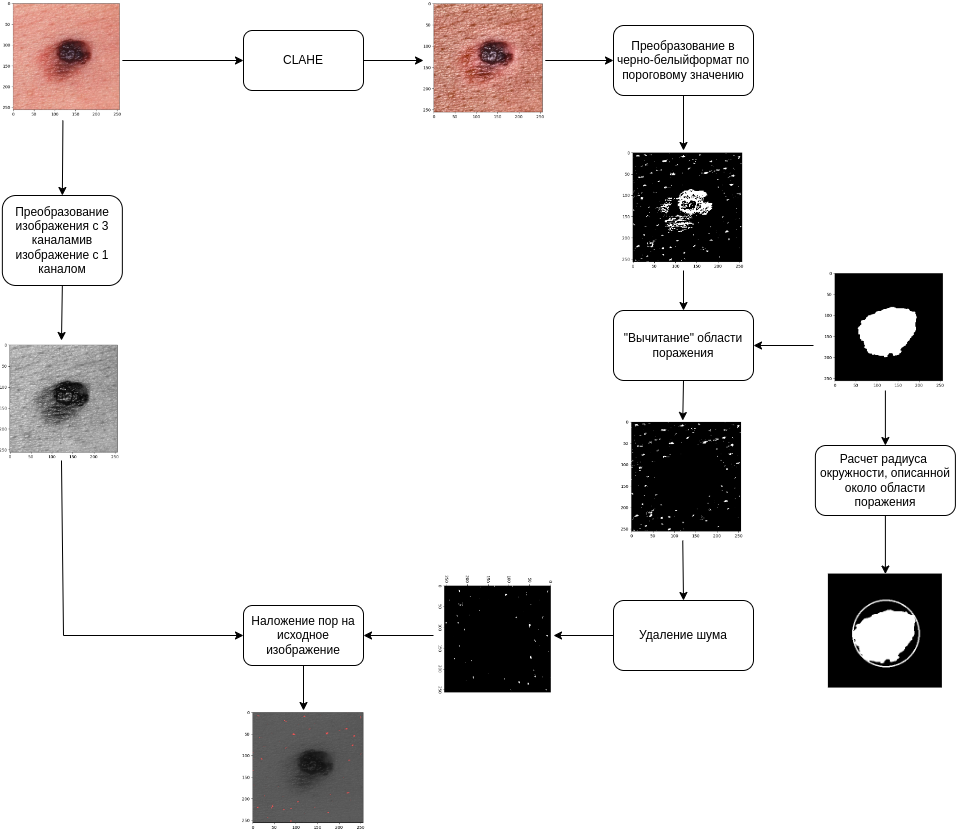 CLAHE
Преобразование в
черно-белыйформат по
пороговому значению
Преобразование
изображения с 3
каналамив
изображение с 1
каналом
"Вычитание" области
поражения
Расчет радиуса
окружности, описанной
около области
поражения
Наложение пор на
исходное
изображение
Удаление шума